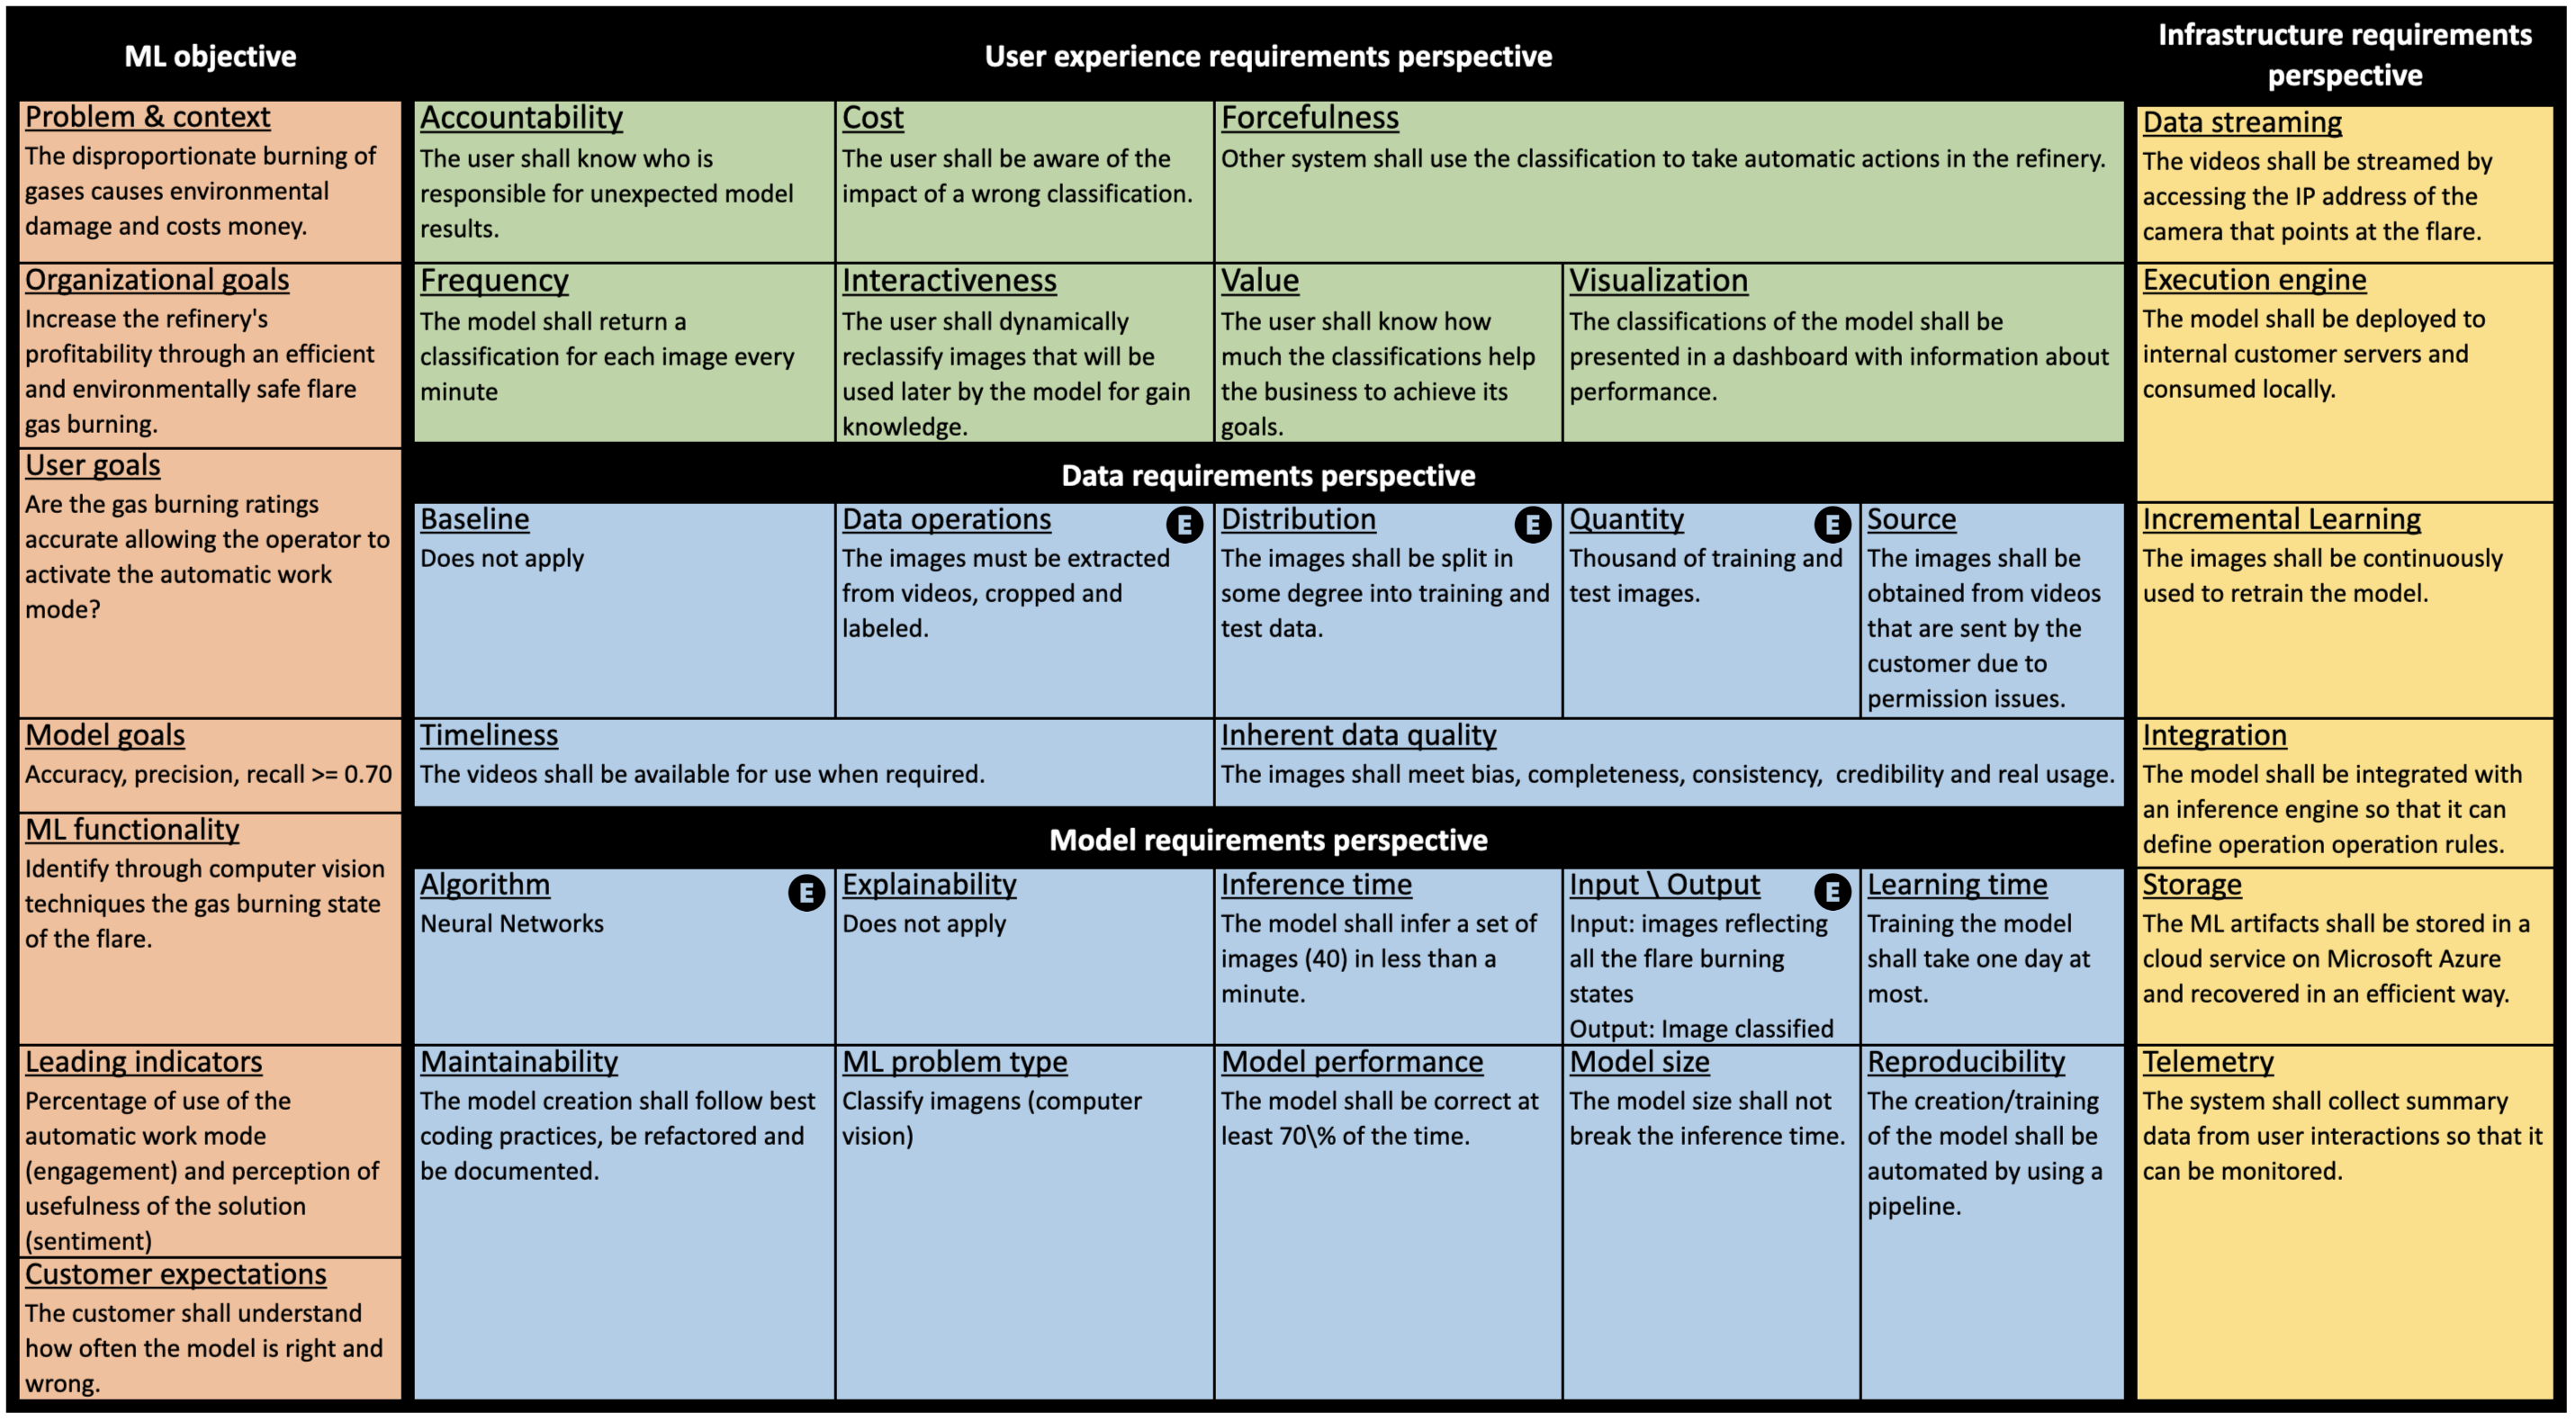 ML objective
Problem & context
The disproportionate burning of
gases causes environmental
damage and costs money.
Organizational goals
Increase the refinery's
profitability through an efficient
and environmentally safe flare
gas burning.
User goals
Are the gas burning ratings
accurate allowing the operator to
activate the automatic work
mode?
Model goals
Accuracy, precision, recall >= 0.70
ML functionality
Identify through computer vision
techniques the gas burning state
of the flare.
Leading indicators
Percentage of use of the
automatic work mode
(engagement) and perception of
usefulness of the solution
(sentiment)
Customer expectations
The customer shall understand
how often the model is right and
wrong.
User experience requirements perspective
Accountability
The user shall know who is
responsible for unexpected model
results.
Cost
The user shall be aware of the
impact of a wrong classification.
Forcefulness
Other system shall use the classification to take automatic actions in the refinery.
Frequency
The model shall return a
classification for each image every
minute
Interactiveness
The user shall dynamically
reclassify images that will be
used later by the model for gain
knowledge.
Value
The user shall know how
much the classifications help
the business to achieve its
goals.
Visualization
The classifications of the model shall be
presented in a dashboard with information about
performance.
Data requirements perspective
Baseline
Does not apply
Data operations E
The images must be extracted
from videos, cropped and
labeled.
Distribution E
The images shall be split in
some degree into training and
test data.
Quantity E
Thousand of training and
test images.
Source
The images shall be
obtained from videos
that are sent by the
customer due to
permission issues.
Timeliness
The videos shall be available for use when required.
Inherent data quality
The images shall meet bias, completeness, consistency, credibility and real usage.
Model requirements perspective
Algorithm E
Neural Networks
Explainability
Does not apply
Inference time
The model shall infer a set of
images (40) in less than a
minute.
Input \ Output E
Input: images reflecting
all the flare burning
states
Output: Image classified
Learning time
Training the model
shall take one day at
most.
Maintainability
The model creation shall follow best
coding practices, be refactored and
be documented.
ML problem type
Classify imagens (computer
vision)
Model performance
The model shall be correct at
least 70\% of the time.
Model size
The model size shall not
break the inference time.
Reproducibility
The creation/training
of the model shall be
automated by using a
pipeline.
Infrastructure requirements
perspective
Data streaming
The videos shall be streamed by
accessing the IP address of the
camera that points at the flare.
Execution engine
The model shall be deployed to
internal customer servers and
consumed locally.
Incremental Learning
The images shall be continuously
used to retrain the model.
Integration
The model shall be integrated with
an inference engine so that it can
define operation operation rules.
Storage
The ML artifacts shall be stored in a
cloud service on Microsoft Azure
and recovered in an efficient way.
Telemetry
The system shall collect summary
data from user interactions so that it
can be monitored.